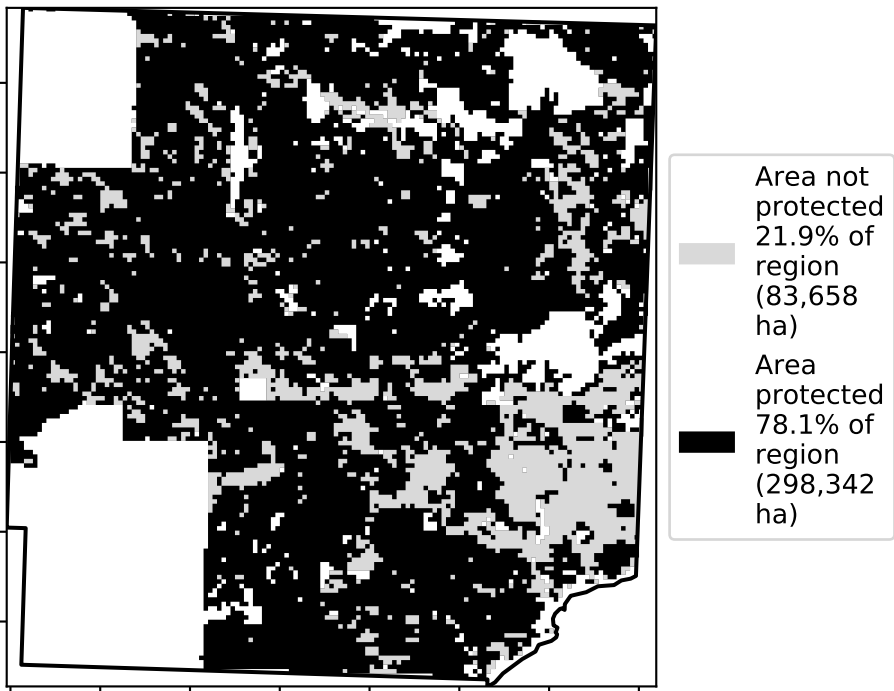 Area not
protected
21.9% of
region
(83,658
ha)
Area
protected
78.1% of
region
(298,342
ha)